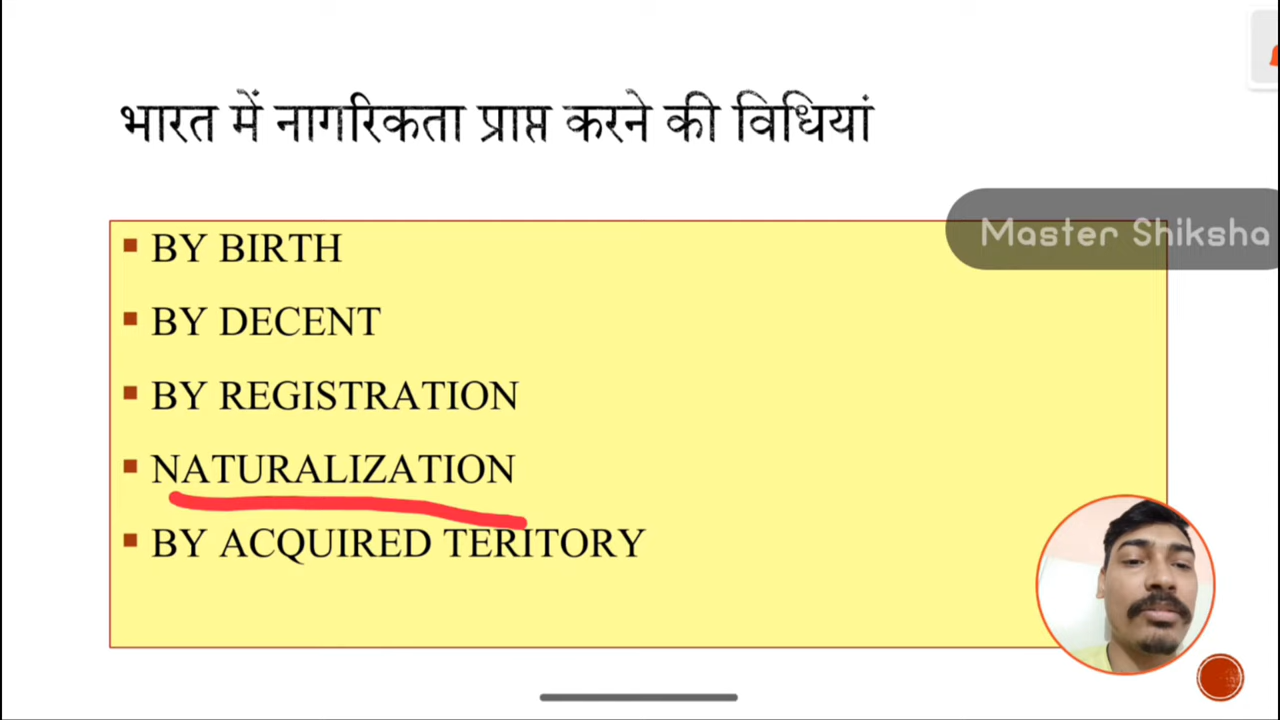 भारत में नागरिकता प्राप्त करने की विधियां
Master Shiksha
BY BIRTH
BY DECENT
BY REGISTRATION
NATURALIZATION
BY ACQUIRED TERITORY